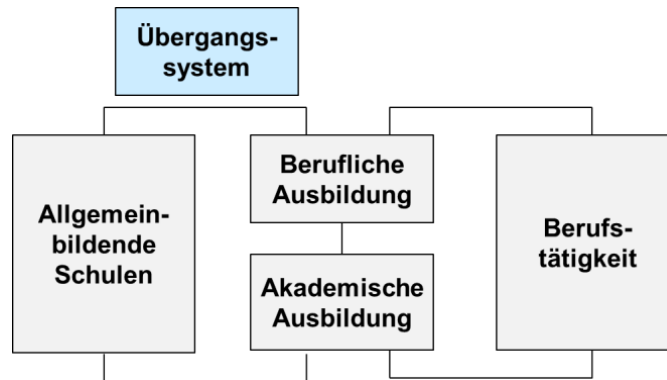 Übergangs-
system
Allgemein-
bildende
Schulen
Berufliche
Ausbildung
Akademische
Ausbildung
Berufs-
tätigkeit